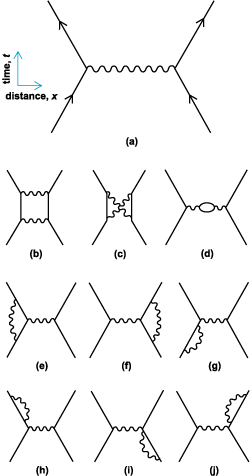 time, t
distance, x
(a)
(b) (c) (d)
(e) (f) (g)
(h) (i) (j)